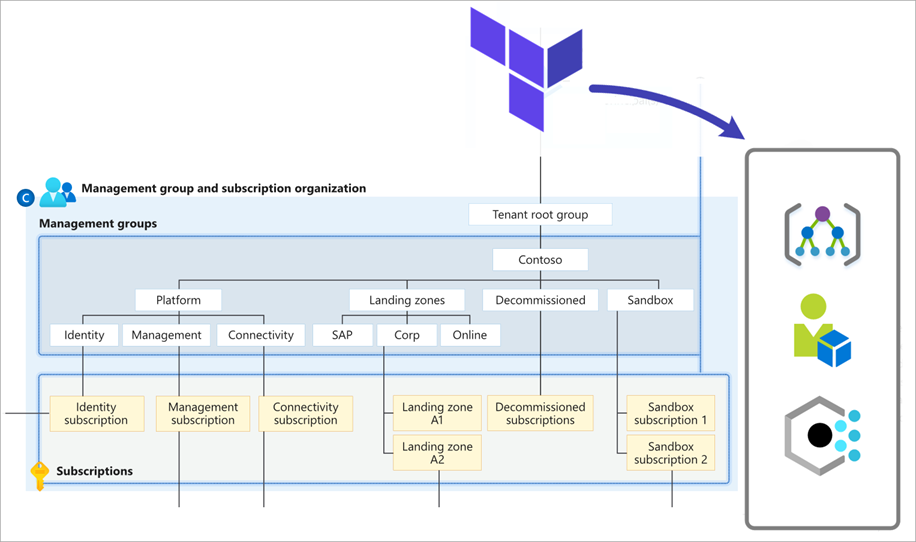 C
Management group and subscription organization
Management groups
Tenant root group
Contoso
Platform
Landing zones
Decommissioned
Sandbox
Identity
Management
Connectivity
SAP
Corp
Online
Identity
subscription
Management
subscription
Connectivity
subscription
Landing zone
A1
Landing zone
A2
Decommissioned
subscriptions
Sandbox
subscription 1
Sandbox
subscription 2
Subscriptions